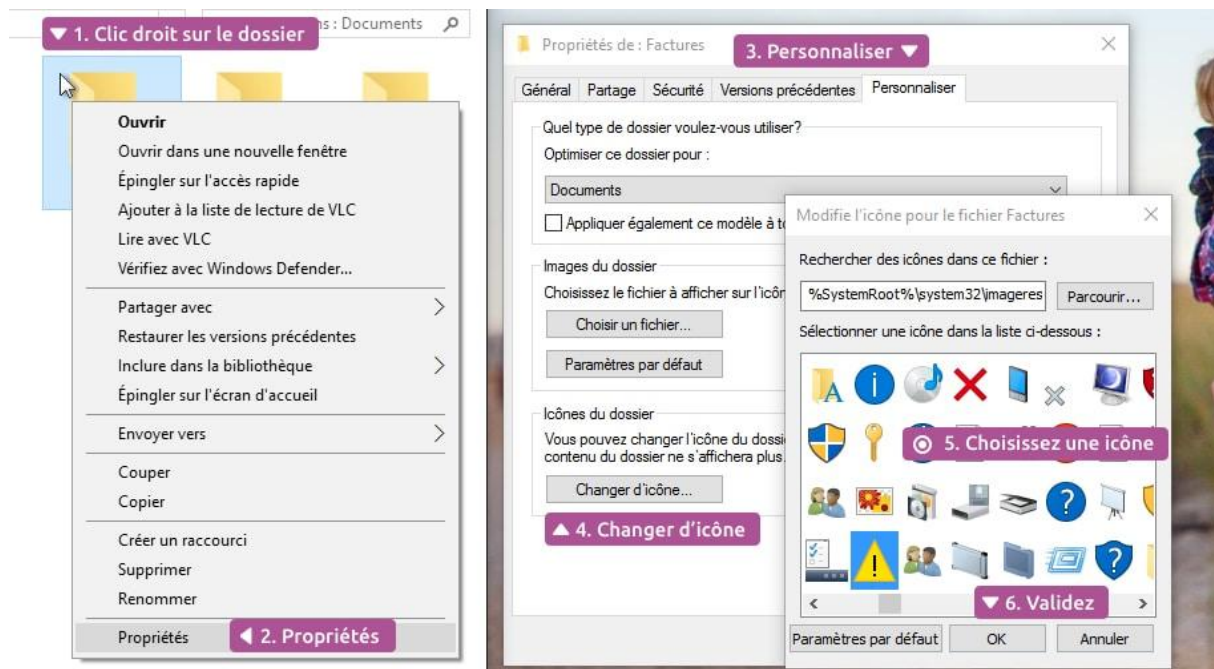 ns : Documents
1. Clic droit sur le dossier
Ouvrir
Ouvrir dans une nouvelle fenêtre
Épingler sur l'accès rapide
Ajouter à la liste de lecture de VLC
Lire avec VLC
Vérifiez avec Windows Defender...
Partager avec
Restaurer les versions précédentes
Inclure dans la bibliothèque
Épingler sur l'écran d'accueil
Envoyer vers
Couper
Copier
Créer un raccourci
Supprimer
Renommer
Propriétés
2. Propriétés
Propriétés de : Factures
3. Personnaliser
Général Partage Sécurité Versions précédentes Personnaliser
Quel type de dossier voulez-vous utiliser?
Optimiser ce dossier pour :
Documents
Appliquer également ce modèle à
Images du dossier
Choisissez le fichier à afficher sur l'icôn
Choisir un fichier...
Paramètres par défaut
Icônes du dossier
Vous pouvez changer l'icône du dossi
contenu du dossier ne s'affichera plus.
Changer d'icône...
4. Changer d'icône
Modifie l'icône pour le fichier Factures
Rechercher des icônes dans ce fichier :
%SystemRoot%\system32\imageres
Parcourir...
Sélectionner une icône dans la liste ci-dessous :
5. Choisissez une icône
6. Validez
Paramètres par défaut OK Annuler